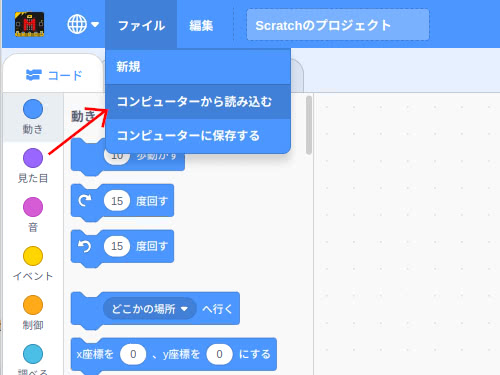 ファイル 編集 Scratchのプロジェクト
新規
コード
コンピューターから読み込む
動き
動き
コンピューターに保存する
10 歩動かす
見た目
15 度回す
音
15 度回す
イベント
どこかの場所 へ行く
制御
x座標を 0 、y座標を 0 にする
調べる